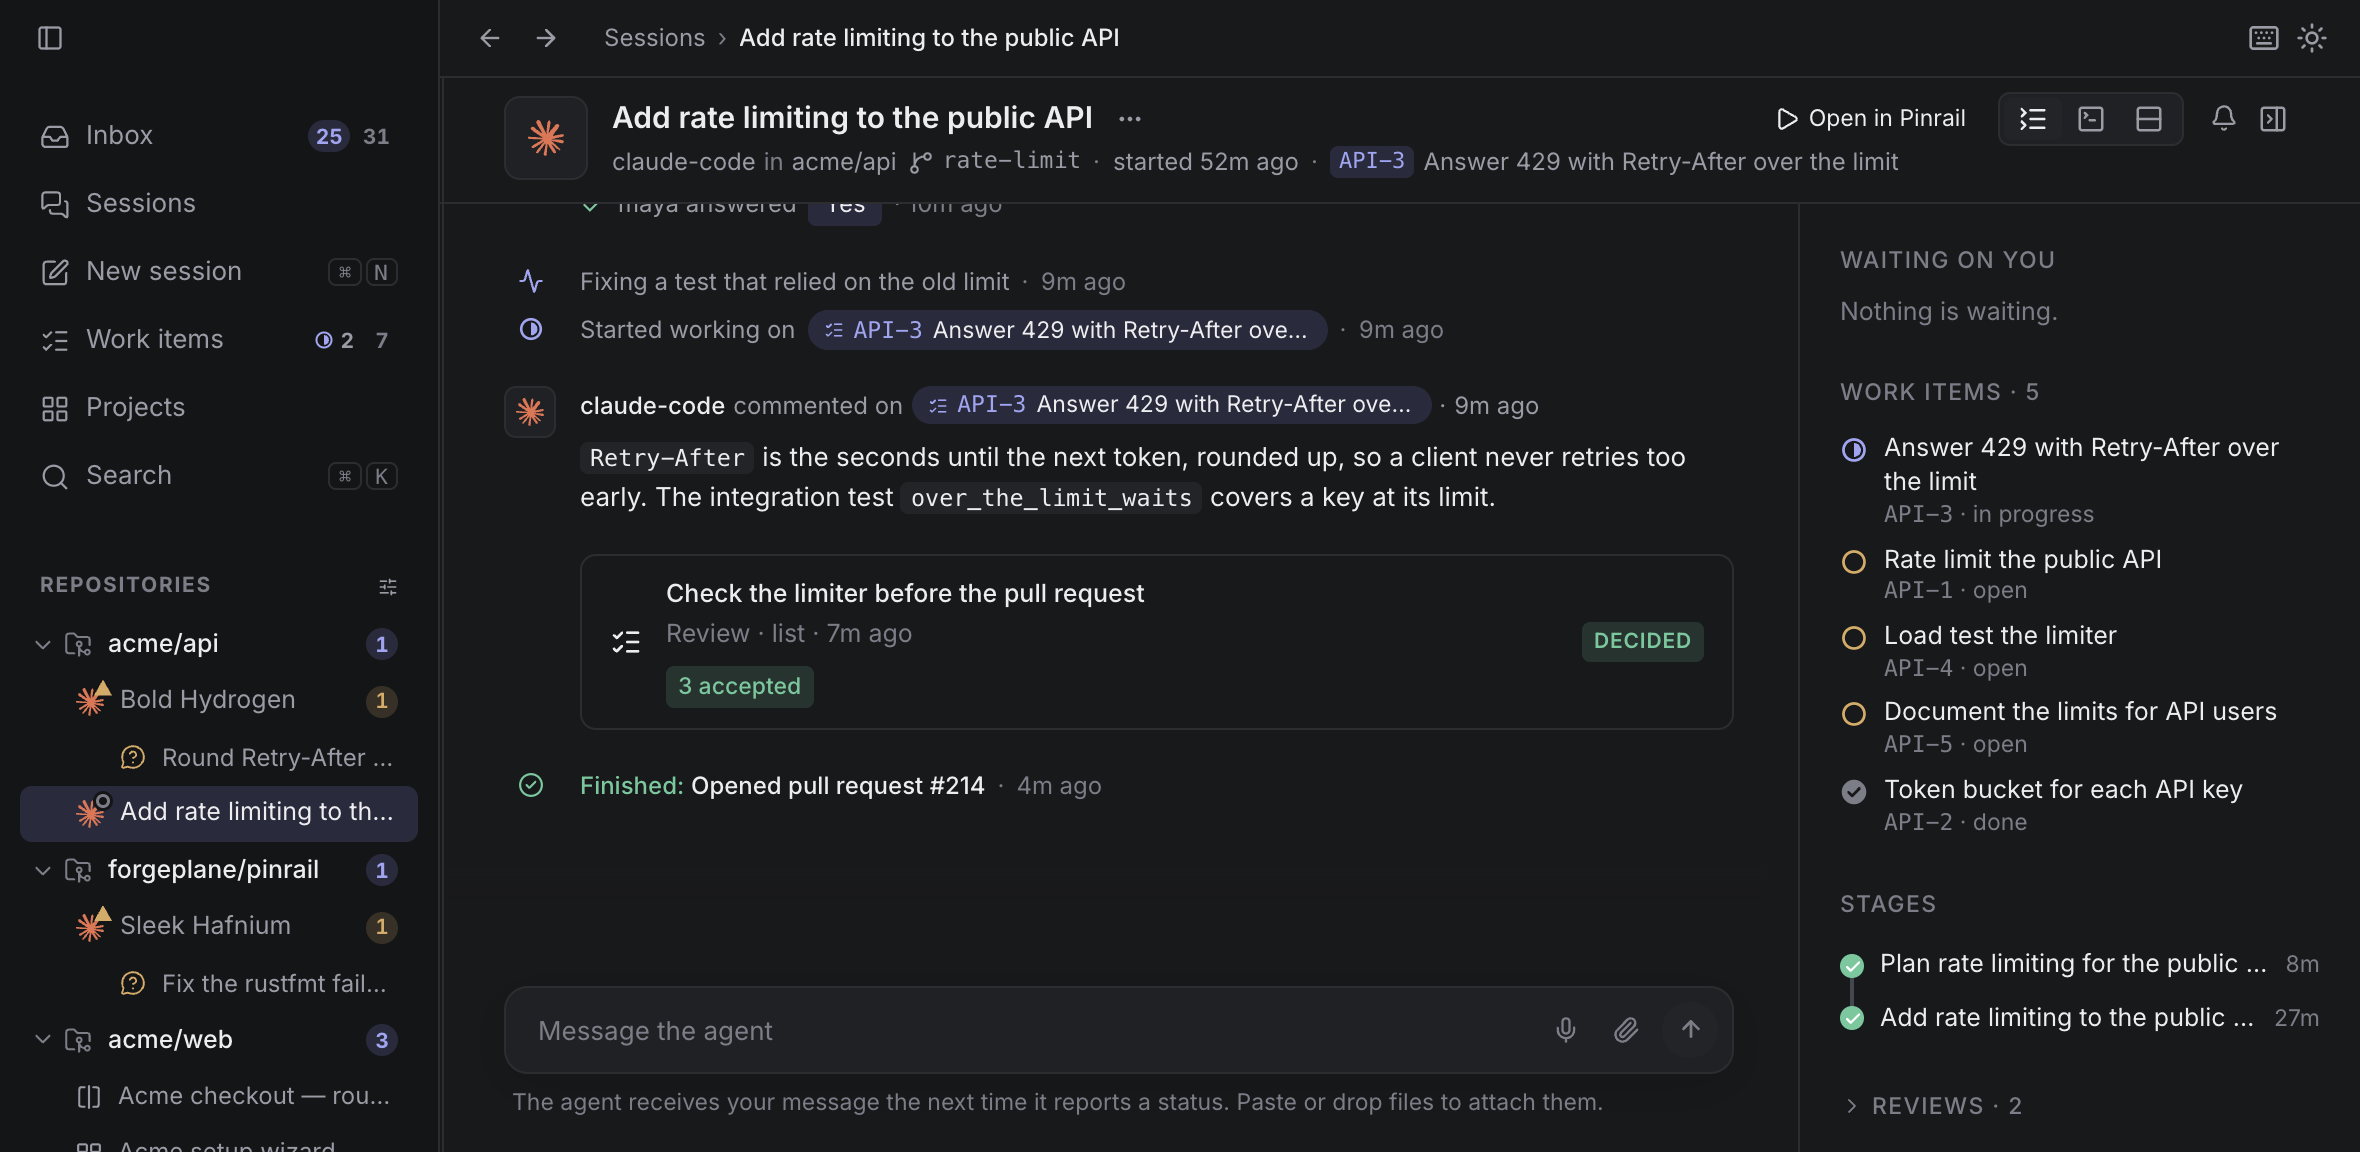 Sessions › Add rate limiting to the public API
Inbox 25 31
Sessions
New session ⌘ N
Work items 2 7
Projects
Search ⌘ K
REPOSITORIES
acme/api 1
Bold Hydrogen 1
Round Retry-After ...
Add rate limiting to th...
forgeplane/pinrail 1
Sleek Hafnium 1
Fix the rustfmt fail...
acme/web 3
Acme checkout — rou...
Acme setup wizard
Add rate limiting to the public API ...
Open in Pinrail
claude-code in acme/api rate-limit · started 52m ago · API-3 Answer 429 with Retry-After over the limit
maya answered Yes · 10m ago
Fixing a test that relied on the old limit · 9m ago
Started working on API-3 Answer 429 with Retry-After ove... · 9m ago
claude-code commented on API-3 Answer 429 with Retry-After ove... · 9m ago
Retry-After is the seconds until the next token, rounded up, so a client never retries too
early. The integration test over_the_limit_waits covers a key at its limit.
Check the limiter before the pull request
Review · list · 7m ago
DECIDED
3 accepted
Finished: Opened pull request #214 · 4m ago
Message the agent
The agent receives your message the next time it reports a status. Paste or drop files to attach them.
WAITING ON YOU
Nothing is waiting.
WORK ITEMS · 5
Answer 429 with Retry-After over
the limit
API-3 · in progress
Rate limit the public API
API-1 · open
Load test the limiter
API-4 · open
Document the limits for API users
API-5 · open
Token bucket for each API key
API-2 · done
STAGES
Plan rate limiting for the public ... 8m
Add rate limiting to the public ... 27m
REVIEWS · 2